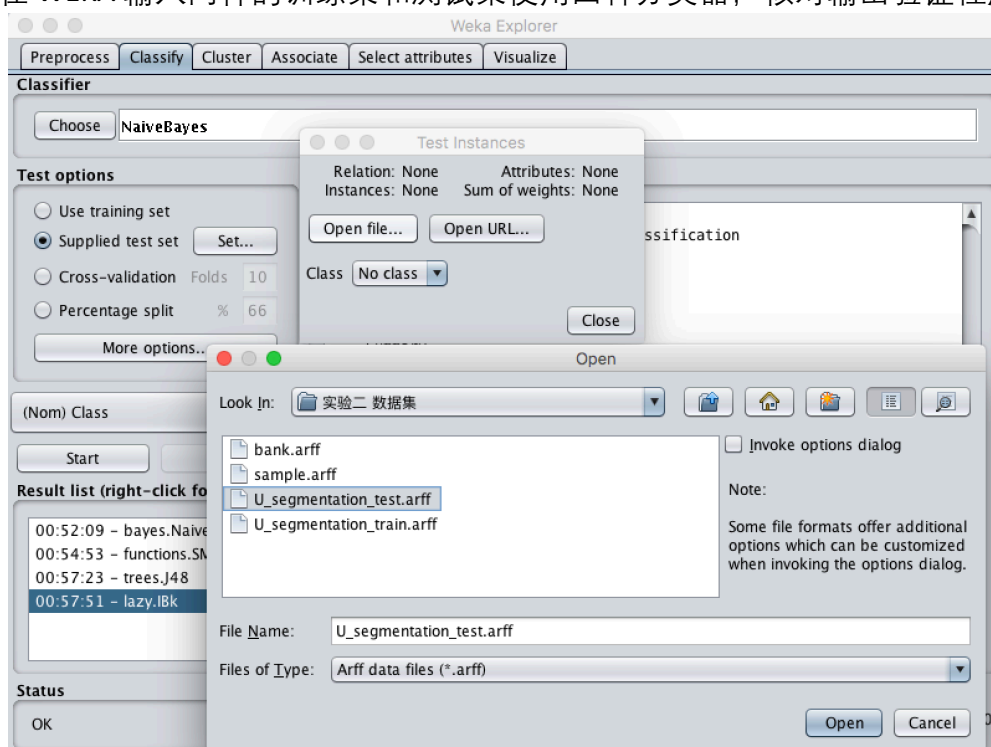 Weka Explorer
Preprocess Classify Cluster Associate Select attributes Visualize
Classifier
Choose NaiveBayes
Test options
Use training set
Supplied test set Set...
Cross-validation Folds 10
Percentage split % 66
More options..
(Nom) Class
Start
Result list (right-click fo
00:52:09 - bayes.Naive
00:54:53 - functions.SM
00:57:23 - trees.J48
00:57:51 - lazy.IBk
Status
OK
Test Instances
Relation: None Attributes: None
Instances: None Sum of weights: None
Open file... Open URL...
Class No class
Close
ssification
Open
Look In: 实验二 数据集
bank.arff
sample.arff
U_segmentation_test.arff
U_segmentation_train.arff
Invoke options dialog
Note:
Some file formats offer additional
options which can be customized
when invoking the options dialog.
File Name: U_segmentation_test.arff
Files of Type: Arff data files (*.arff)
Open Cancel